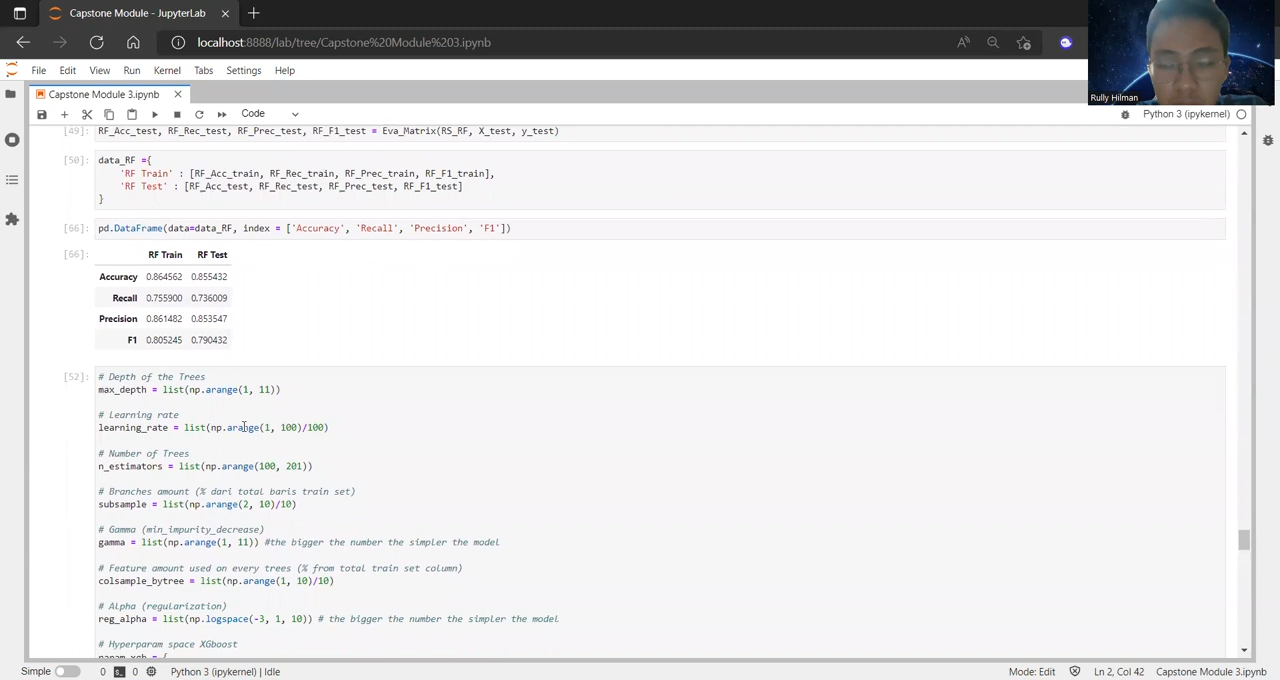 Capstone Module - JupyterLab
localhost:8888/lab/tree/Capstone%20Module%203.ipynb
Rully Hilman
File Edit View Run Kernel Tabs Settings Help
Capstone Module 3.ipynb
Code
Python 3 (ipykernel)
[49]: RF_Acc_test, RF_Rec_test, RF_Prec_test, RF_F1_test = Eva_Matrix(RS_RF, X_test, y_test)
[50]: data_RF ={
'RF Train' : [RF_Acc_train, RF_Rec_train, RF_Prec_train, RF_F1_train],
'RF Test' : [RF_Acc_test, RF_Rec_test, RF_Prec_test, RF_F1_test]
}
[66]: pd.DataFrame(data=data_RF, index = ['Accuracy', 'Recall', 'Precision', 'F1'])
[66]: RF Train RF Test
Accuracy 0.864562 0.855432
Recall 0.755900 0.736009
Precision 0.861482 0.853547
F1 0.805245 0.790432
[52]: # Depth of the Trees
max_depth = list(np.arange(1, 11))
# Learning rate
learning_rate = list(np.arange(1, 100)/100)
# Number of Trees
n_estimators = list(np.arange(100, 201))
# Branches amount (% dari total baris train set)
subsample = list(np.arange(2, 10)/10)
# Gamma (min_impurity_decrease)
gamma = list(np.arange(1, 11)) #the bigger the number the simpler the model
# Feature amount used on every trees (% from total train set column)
colsample_bytree = list(np.arange(1, 10)/10)
# Alpha (regularization)
reg_alpha = list(np.logspace(-3, 1, 10)) # the bigger the number the simpler the model
# Hyperparam space XGboost
param_xgb = {
Simple 0 0 Python 3 (ipykernel) | Idle Mode: Edit Ln 2, Col 42 Capstone Module 3.ipynb